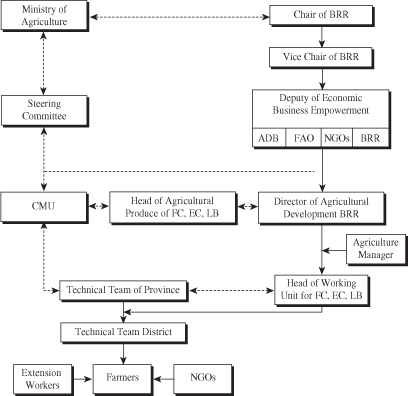 Ministry of
Agriculture
Chair of BRR
Vice Chair of BRR
Steering
Committee
Deputy of Economic
Business Empowerment
ADB
FAO
NGOs
BRR
CMU
Head of Agricultural
Produce of FC, EC, LB
Director of Agricultural
Development BRR
Agriculture
Manager
Technical Team of Province
Head of Working
Unit for FC, EC, LB
Technical Team District
Extension
Workers
Farmers
NGOs